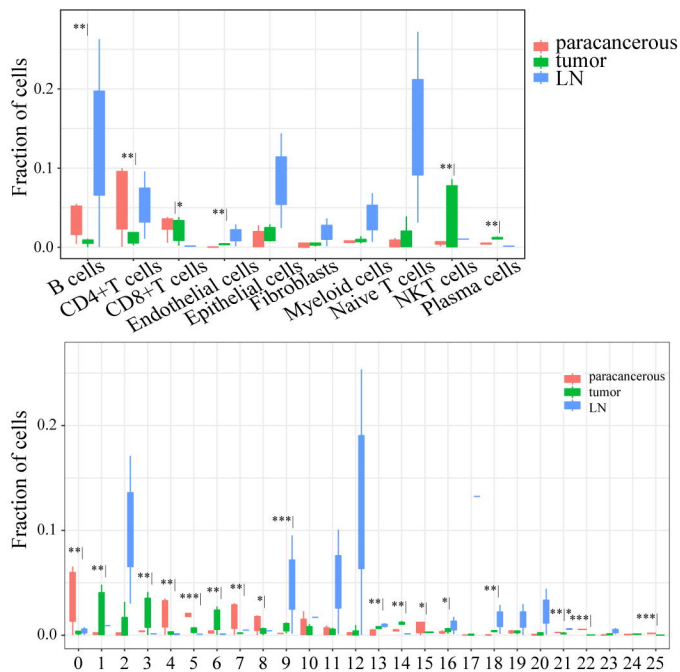 Fraction of cells
0.2
0.1
0.0
**|
**|
*|
**|
**|
**|
paracancerous
tumor
LN
B cells
CD4+T cells
CD8+T cells
Endothelial cells
Epithelial cells
Fibroblasts
Myeloid cells
Naive T cells
NKT cells
Plasma cells
Fraction of cells
0.2
0.1
0.0
paracancerous
tumor
LN
**|
**|
**|
**|
***|
**|
**|
*|
***|
**|
**|
*|
*|
**|
***|
***|
***|
0 1 2 3 4 5 6 7 8 9 10 11 12 13 14 15 16 17 18 19 20 21 22 23 24 25